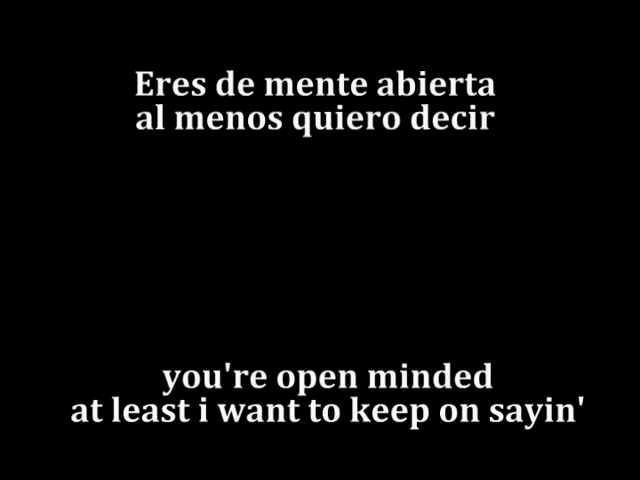 Eres de mente abierta
al menos quiero decir
you're open minded
at least i want to keep on sayin'